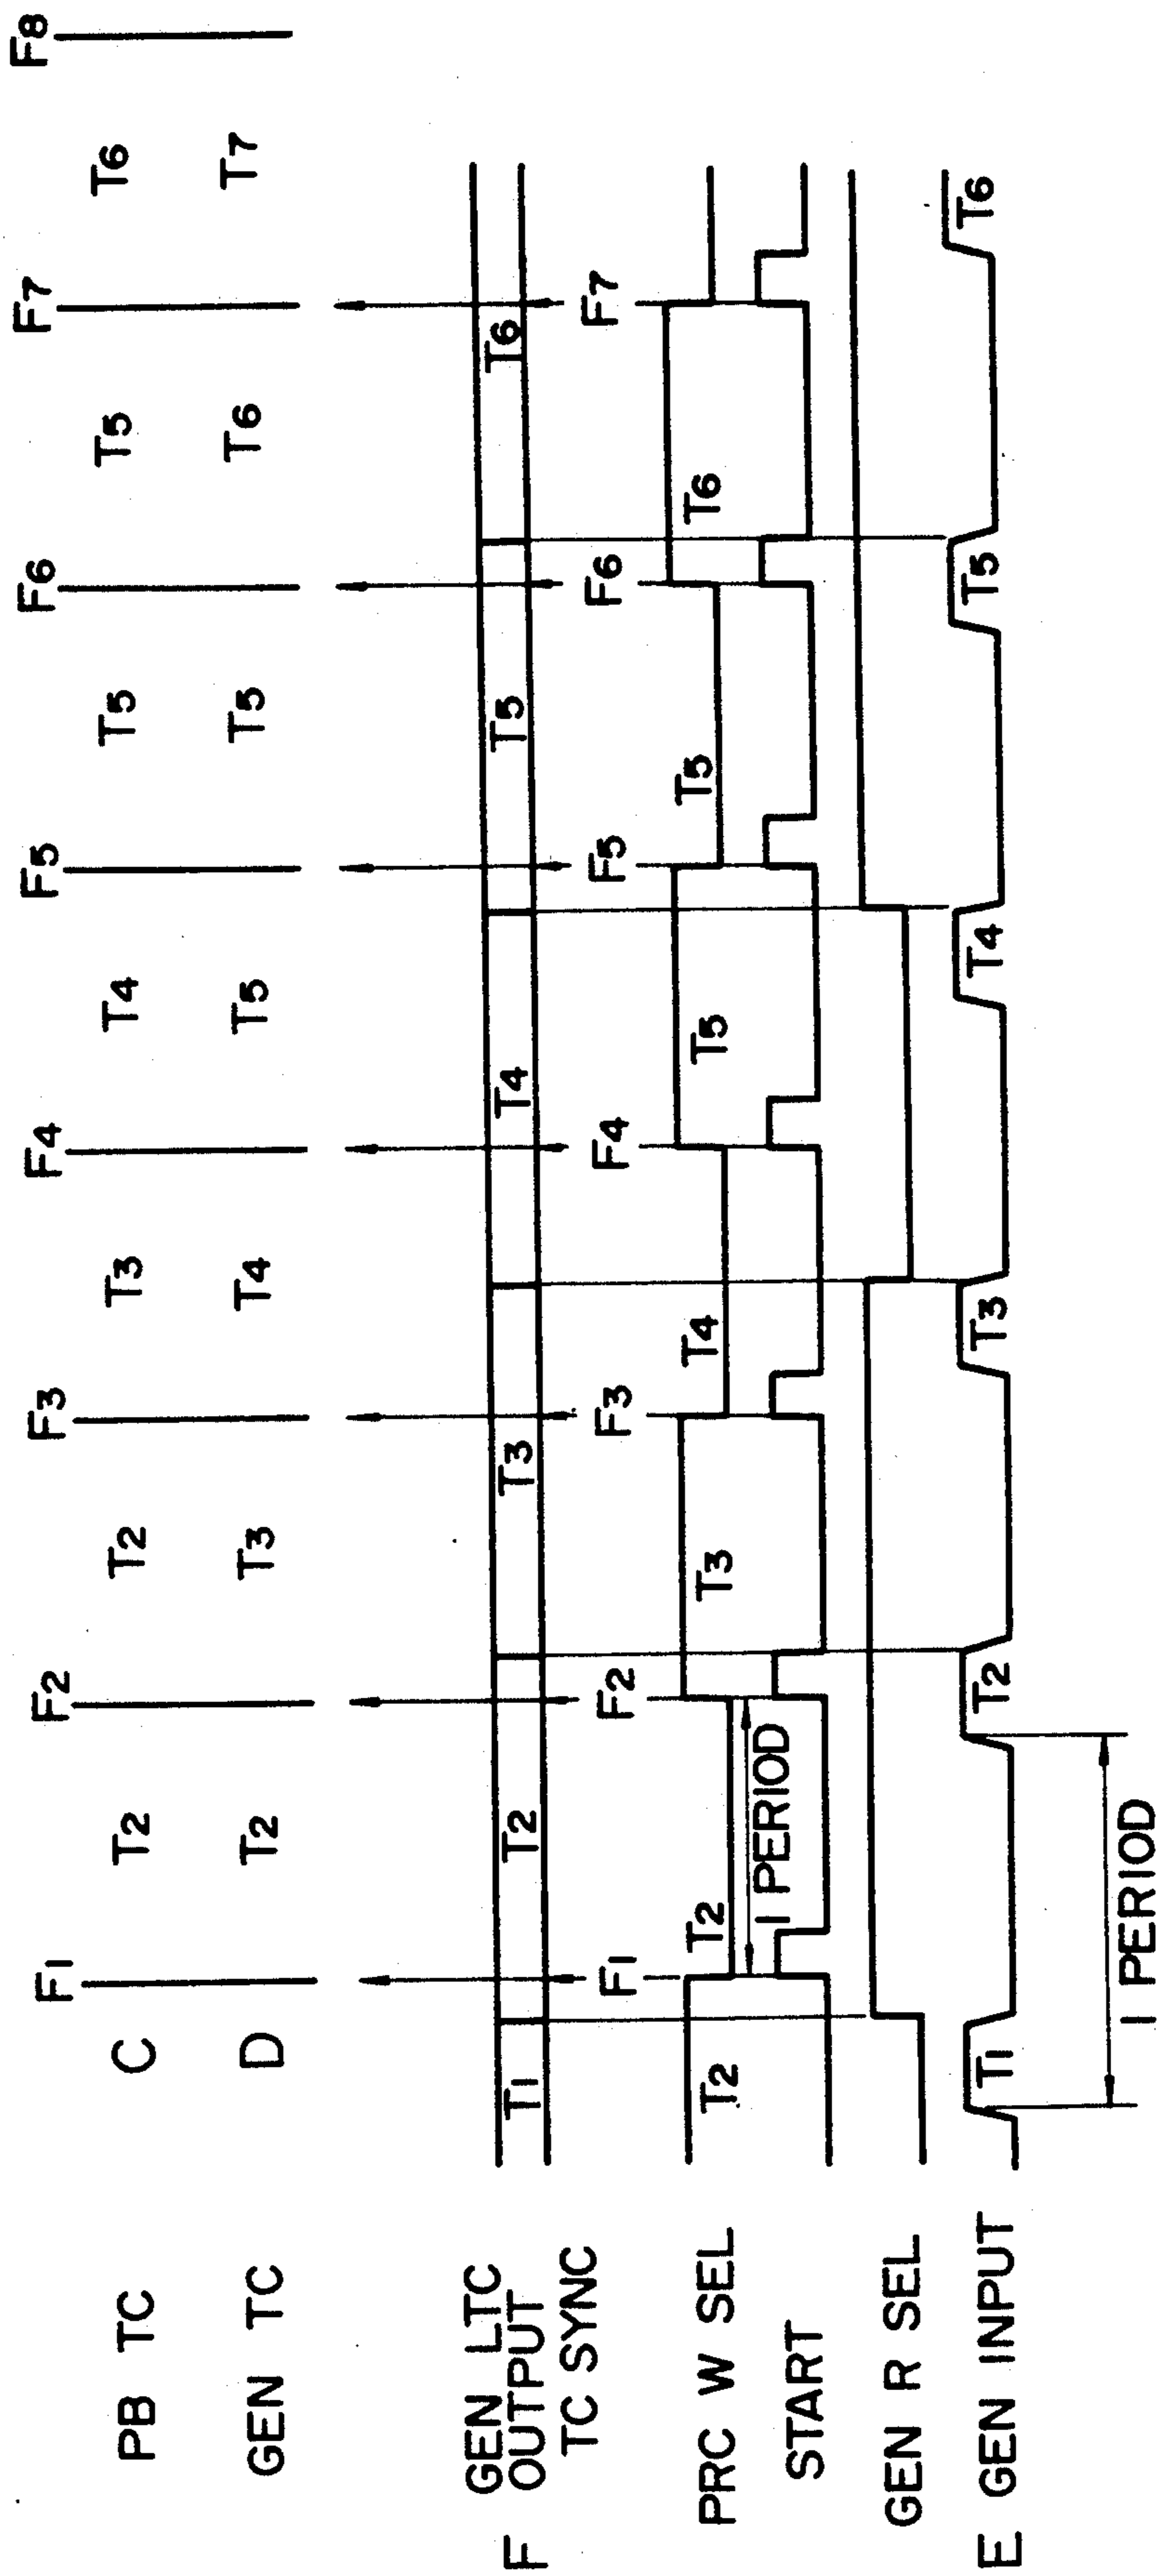 F1 F2 F3 F4 F5 F6 F7 F8
PB TC C T2 T2 T3 T4 T5 T5 T6
GEN TC D T2 T3 T4 T5 T5 T6 T7
GEN LTC
F OUTPUT T1 T2 T3 T4 T5 T6
TC SYNC
F1 F2 F3 F4 F5 F6 F7
PRC W SEL T2 T2 T3 T4 T5 T5 T6
1 PERIOD
START
GEN R SEL
E GEN INPUT T1 T2 T3 T4 T5 T6
1 PERIOD